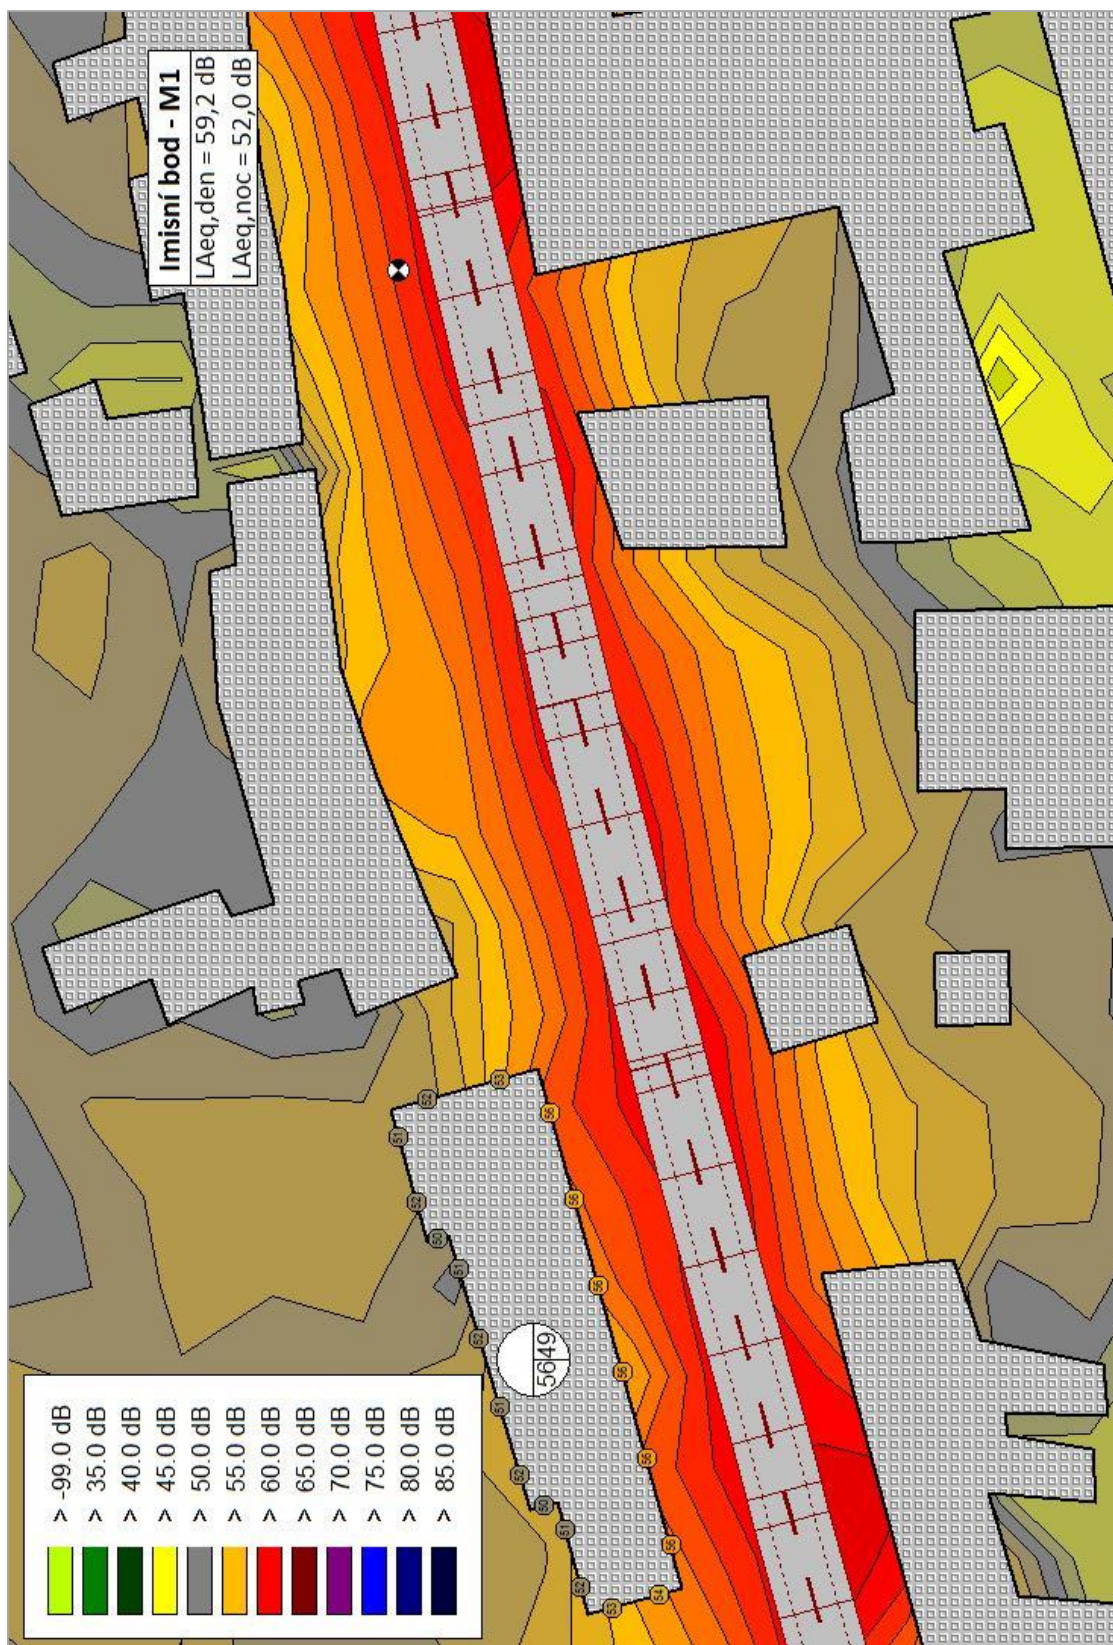 Imisní bod - M1
LAeq,den = 59,2 dB
LAeq,noc = 52,0 dB
> -99.0 dB
> 35.0 dB
> 40.0 dB
> 45.0 dB
> 50.0 dB
> 55.0 dB
> 60.0 dB
> 65.0 dB
> 70.0 dB
> 75.0 dB
> 80.0 dB
> 85.0 dB
56 49
53
52
51
52
50
51
52
51
52
50
51
52
53
54
56
56
56
56
56
56